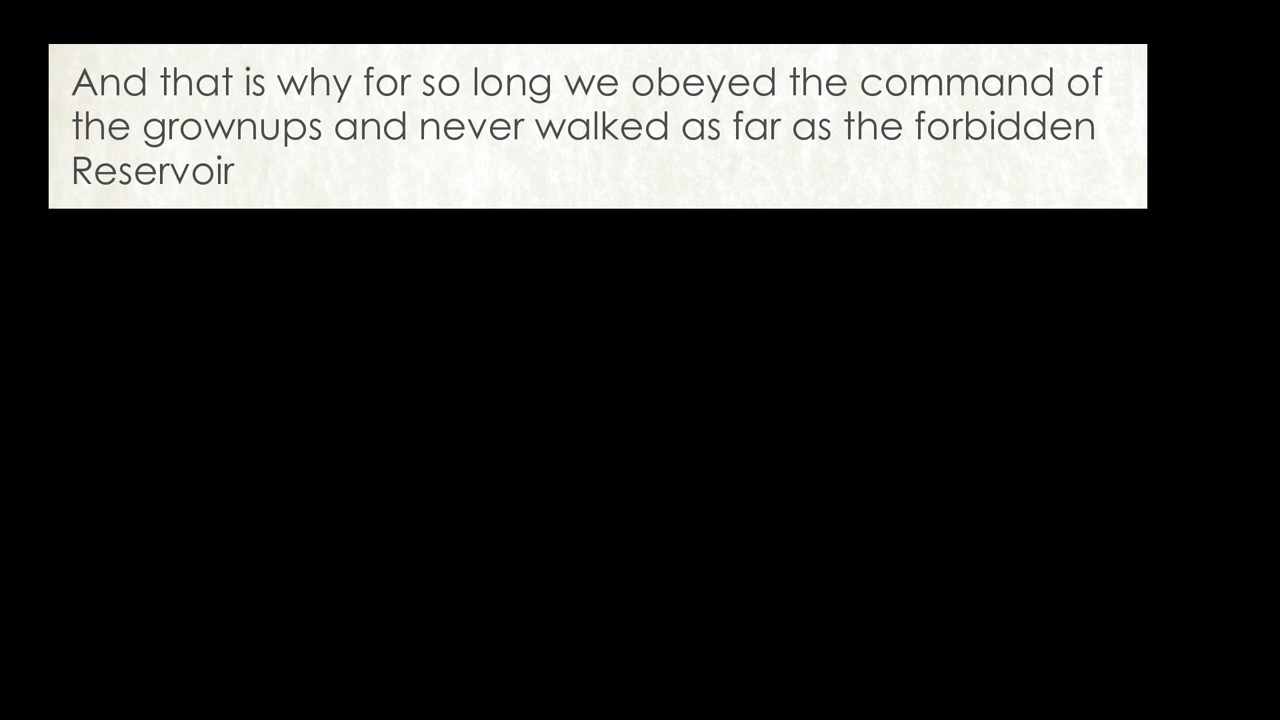 And that is why for so long we obeyed the command of
the grownups and never walked as far as the forbidden
Reservoir